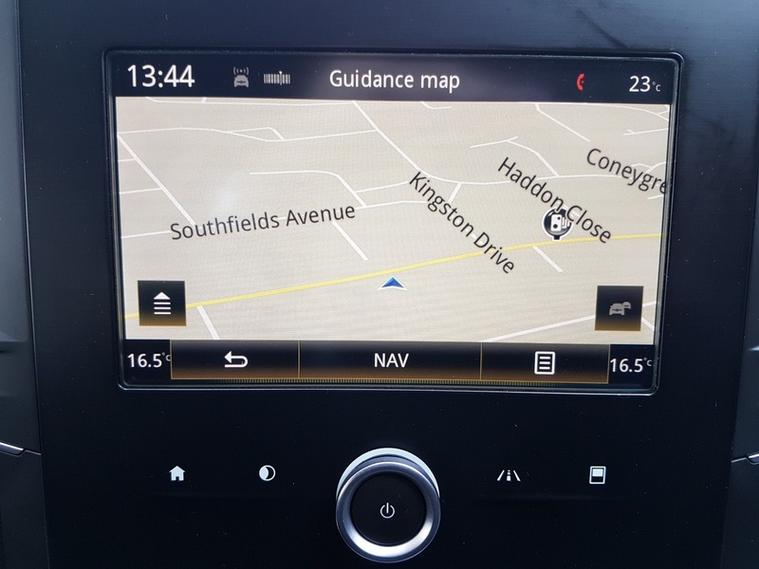 13:44 Guidance map 23°C
Coneygre
Haddon Close
Kingston Drive
Southfields Avenue
16.5°C NAV 16.5°C